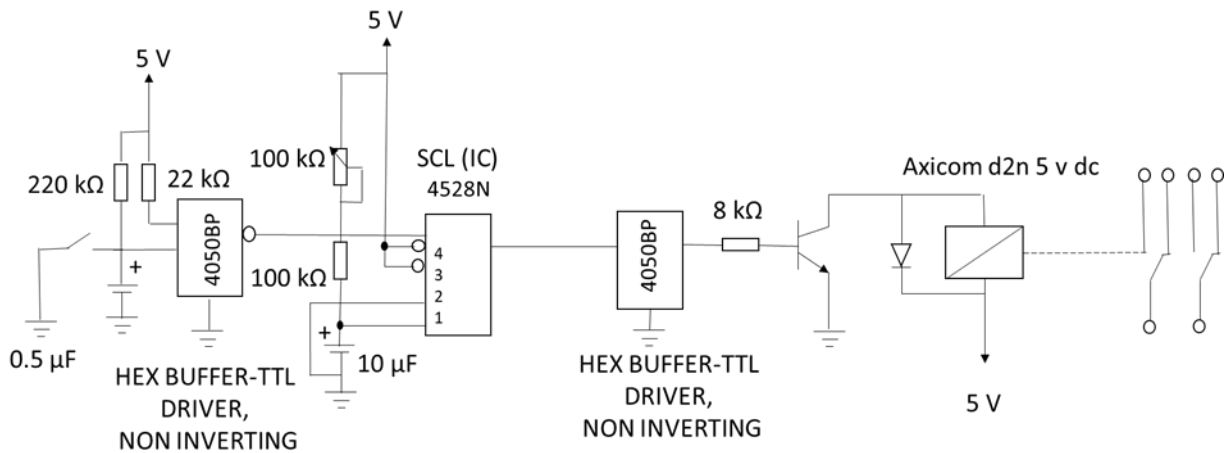 5 V
5 V
220 kΩ
22 kΩ
4050BP
+
0.5 µF
HEX BUFFER-TTL
DRIVER,
NON INVERTING
100 kΩ
100 kΩ
+
10 µF
SCL (IC)
4528N
4
3
2
1
4050BP
HEX BUFFER-TTL
DRIVER,
NON INVERTING
8 kΩ
Axicom d2n 5 v dc
5 V